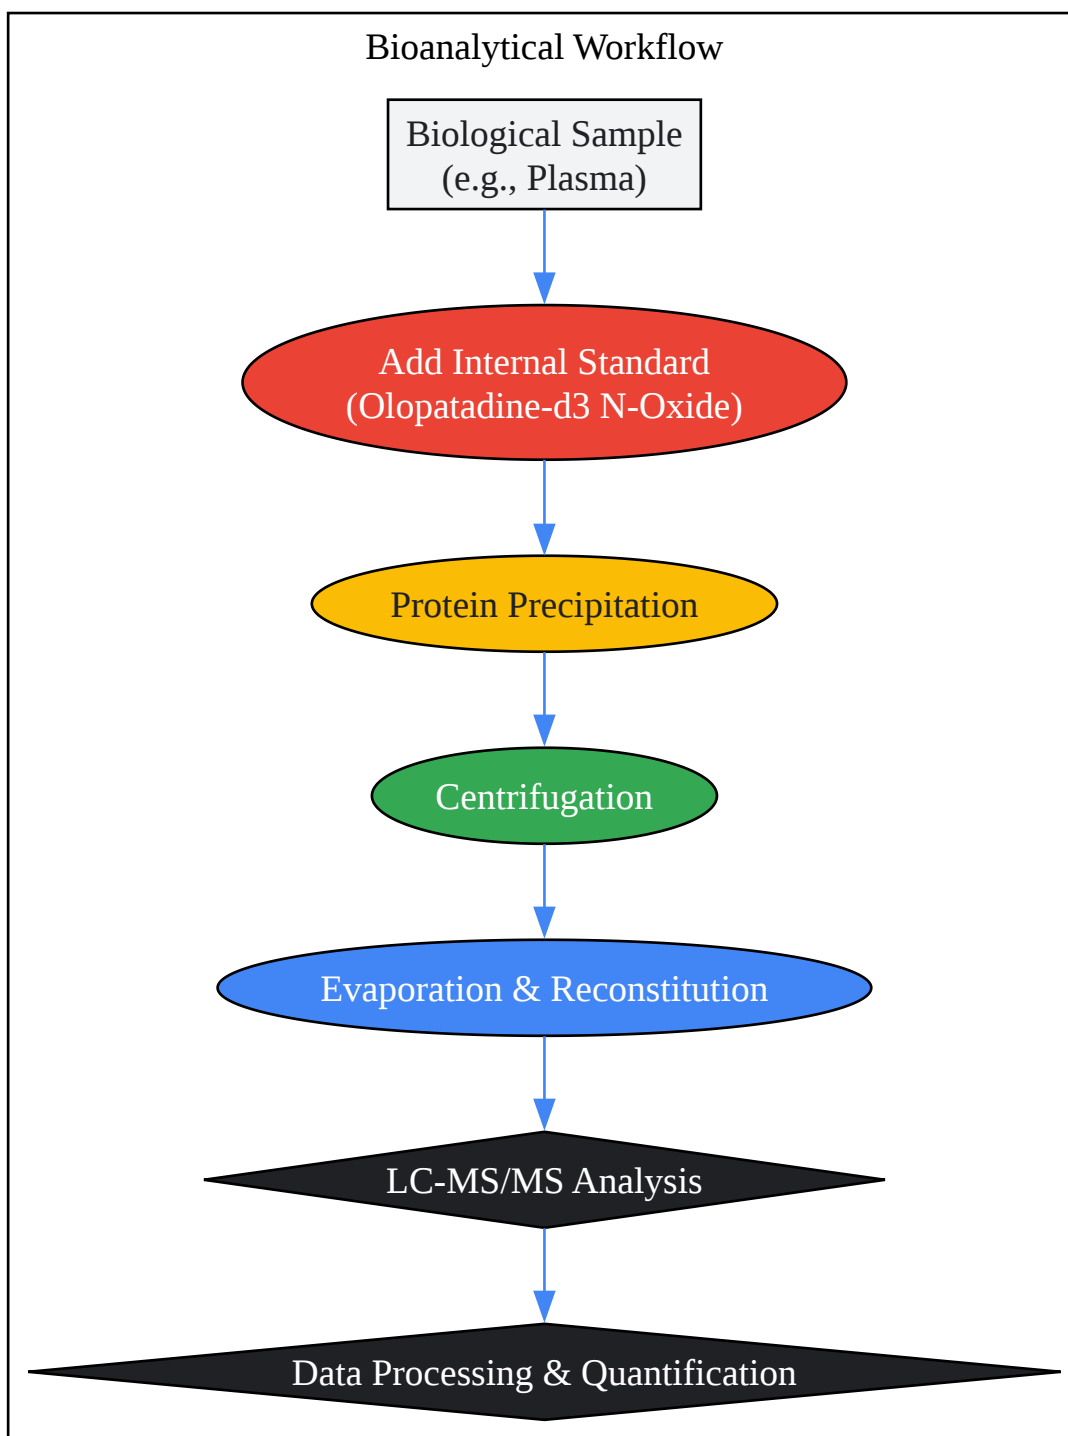 Bioanalytical Workflow
Biological Sample
(e.g., Plasma)
Add Internal Standard
(Olopatadine-d3 N-Oxide)
Protein Precipitation
Centrifugation
Evaporation & Reconstitution
LC-MS/MS Analysis
Data Processing & Quantification